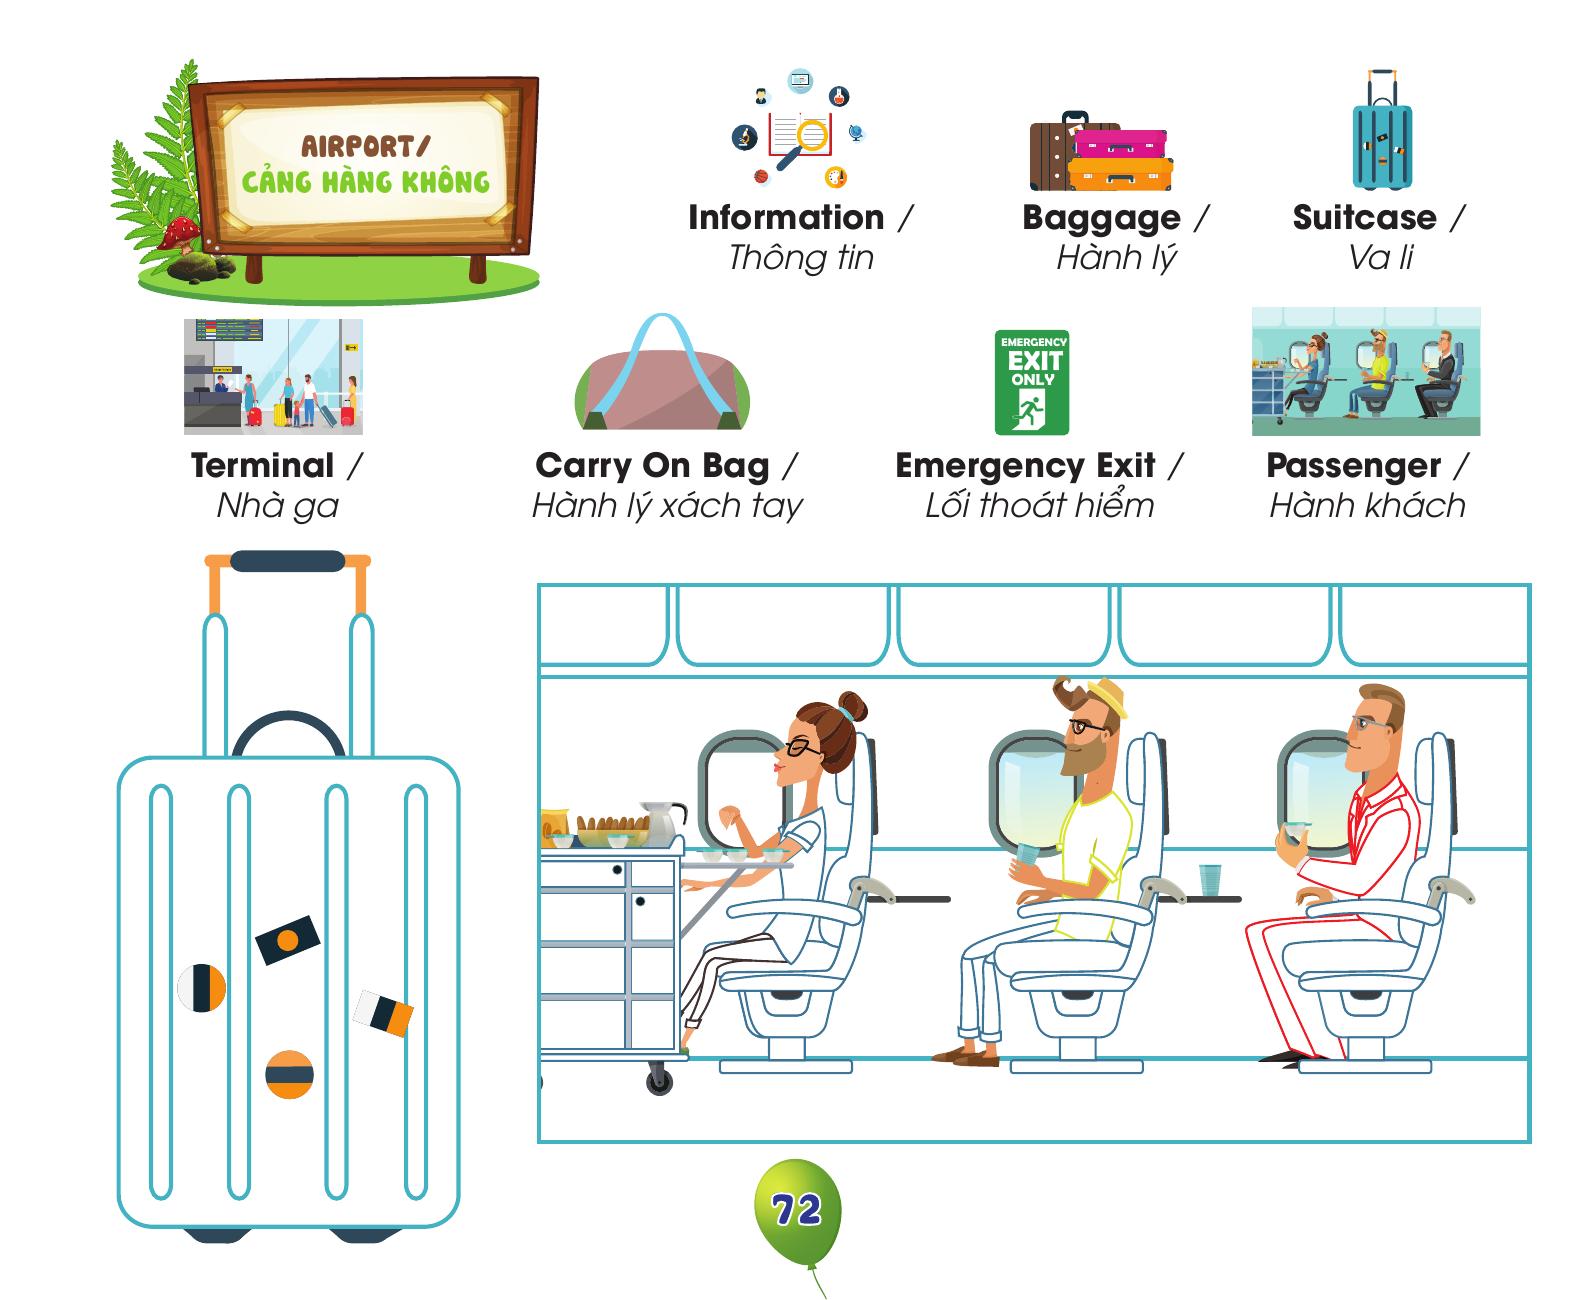 AIRPORT/
CẢNG HÀNG KHÔNG
Information /
Thông tin
Baggage /
Hành lý
Suitcase /
Va li
Terminal /
Nhà ga
Carry On Bag /
Hành lý xách tay
EMERGENCY
EXIT
ONLY
Emergency Exit /
Lối thoát hiểm
Passenger /
Hành khách
72